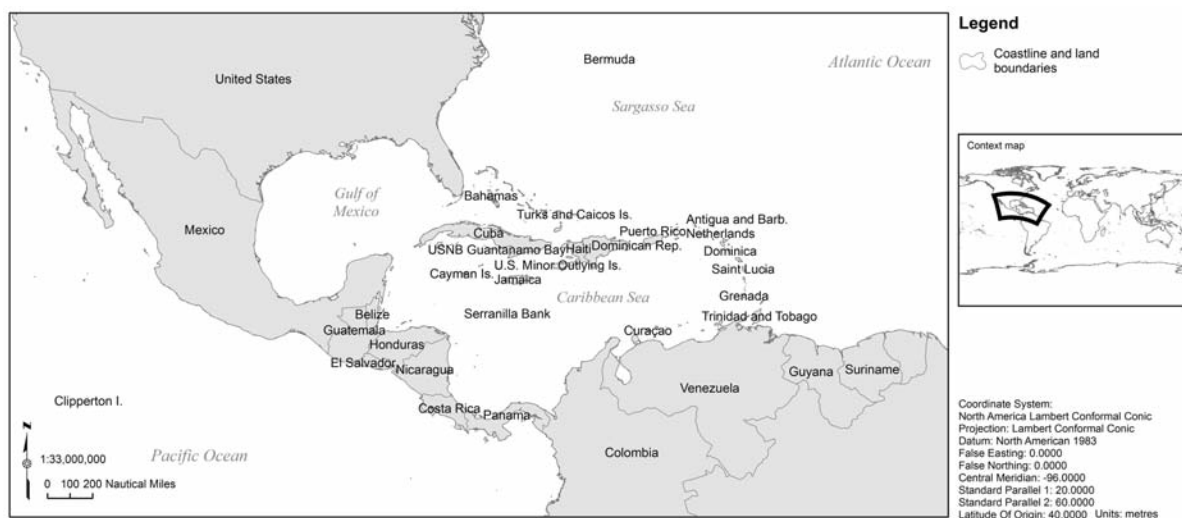 Bermuda
Atlantic Ocean
United States
Sargasso Sea
Gulf of
Mexico
Bahamas
Turks and Caicos Is.
Antigua and Barb.
Mexico
Cuba
Puerto Rico
Netherlands
USNB Guantanamo Bay
Haiti
Dominican Rep.
Dominica
U.S. Minor Outlying Is.
Cayman Is.
Jamaica
Saint Lucia
Caribbean Sea
Grenada
Belize
Serranilla Bank
Trinidad and Tobago
Guatemala
Curaçao
Honduras
El Salvador
Nicaragua
Venezuela
Guyana
Suriname
Clipperton I.
Costa Rica
Panama
Colombia
Pacific Ocean
N
1:33,000,000
0 100 200 Nautical Miles
Legend
Coastline and land
boundaries
Context map
Coordinate System:
North America Lambert Conformal Conic
Projection: Lambert Conformal Conic
Datum: North American 1983
False Easting: 0.0000
False Northing: 0.0000
Central Meridian: -96.0000
Standard Parallel 1: 20.0000
Standard Parallel 2: 60.0000
Latitude Of Origin: 40.0000 Units: metres